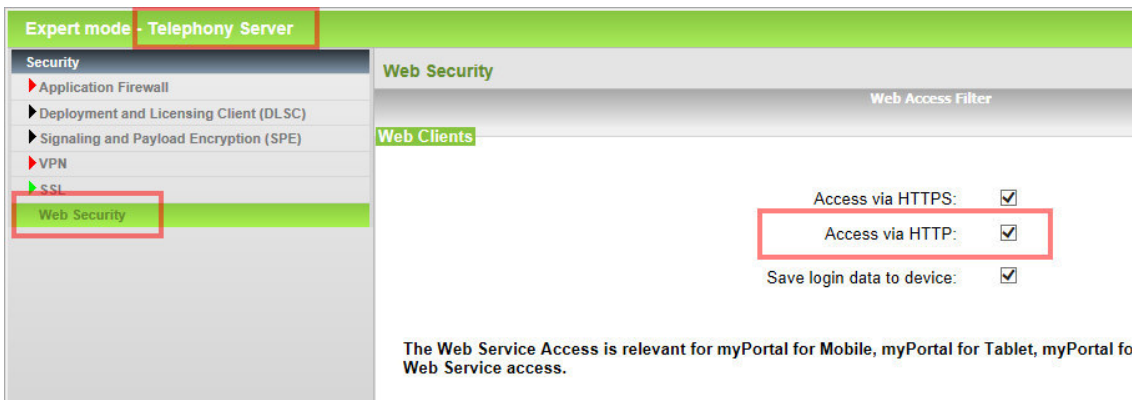 Expert mode - Telephony Server
Security
Application Firewall
Deployment and Licensing Client (DLSC)
Signaling and Payload Encryption (SPE)
VPN
SSL
Web Security
Web Security
Web Access Filter
Web Clients
Access via HTTPS:
Access via HTTP:
Save login data to device:
The Web Service Access is relevant for myPortal for Mobile, myPortal for Tablet, myPortal fo
Web Service access.